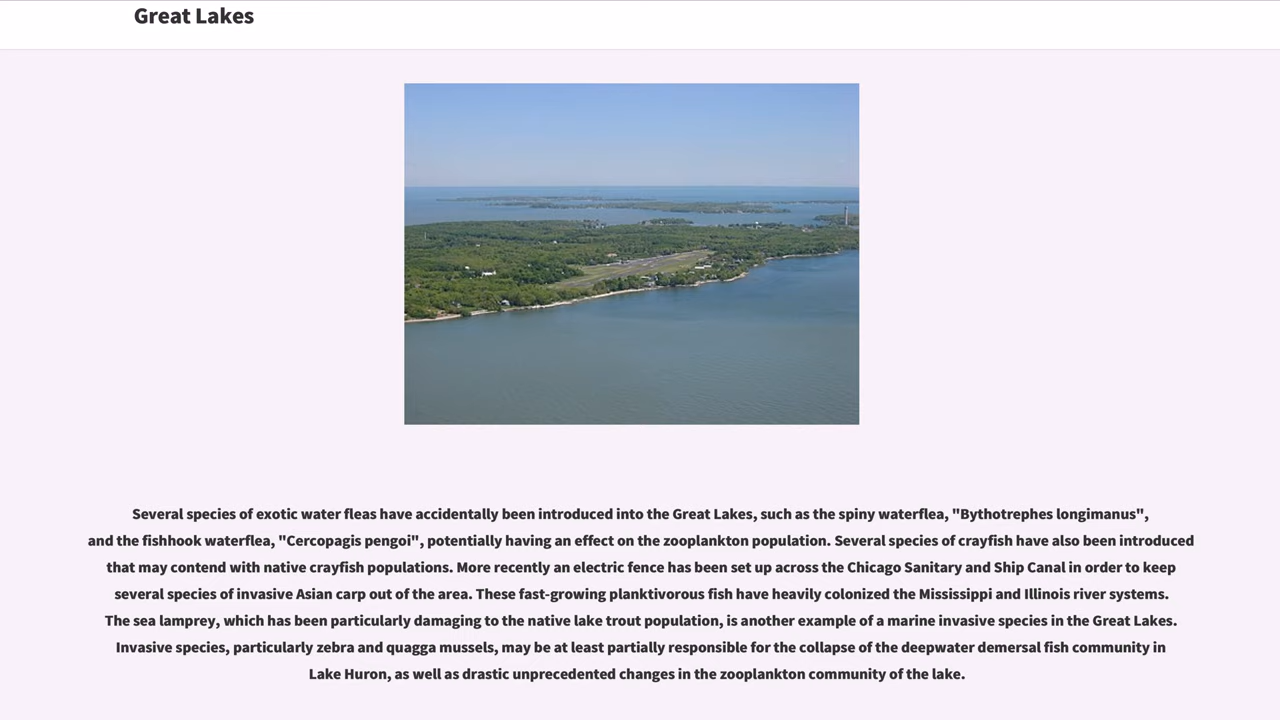 Great Lakes
Several species of exotic water fleas have accidentally been introduced into the Great Lakes, such as the spiny waterflea, "Bythotrephes longimanus",
and the fishhook waterflea, "Cercopagis pengoi", potentially having an effect on the zooplankton population. Several species of crayfish have also been introduced
that may contend with native crayfish populations. More recently an electric fence has been set up across the Chicago Sanitary and Ship Canal in order to keep
several species of invasive Asian carp out of the area. These fast-growing planktivorous fish have heavily colonized the Mississippi and Illinois river systems.
The sea lamprey, which has been particularly damaging to the native lake trout population, is another example of a marine invasive species in the Great Lakes.
Invasive species, particularly zebra and quagga mussels, may be at least partially responsible for the collapse of the deepwater demersal fish community in
Lake Huron, as well as drastic unprecedented changes in the zooplankton community of the lake.